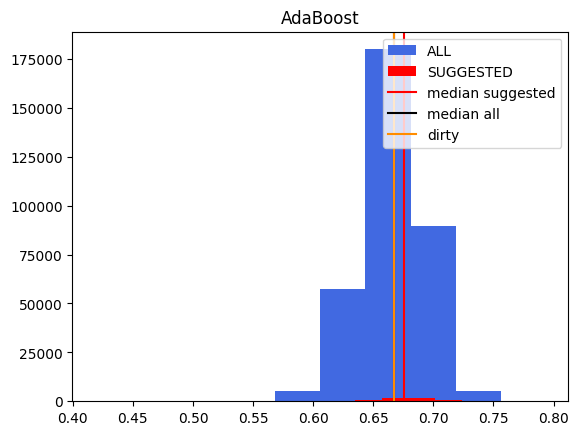 AdaBoost
175000
150000
125000
100000
75000
50000
25000
0
ALL
SUGGESTED
median suggested
median all
dirty
0.40 0.45 0.50 0.55 0.60 0.65 0.70 0.75 0.80